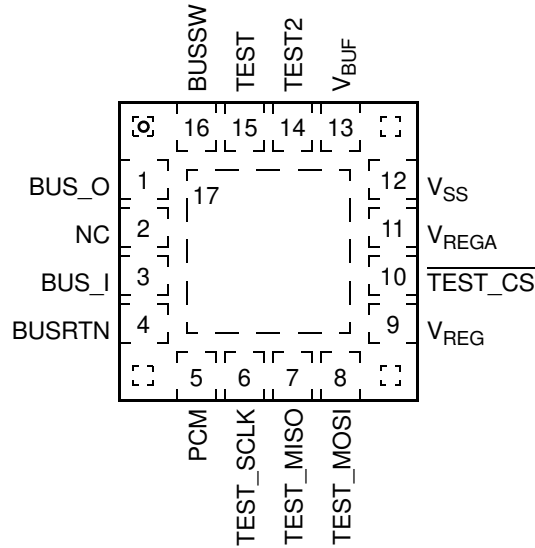 BUSSW
TEST
TEST2
VBUF
16 15 14 13
17
BUS_O 1
NC 2
BUS_I 3
BUSRTN 4
12 VSS
11 VREGA
10 TEST_CS
9 VREG
5 6 7 8
PCM
TEST_SCLK
TEST_MISO
TEST_MOSI